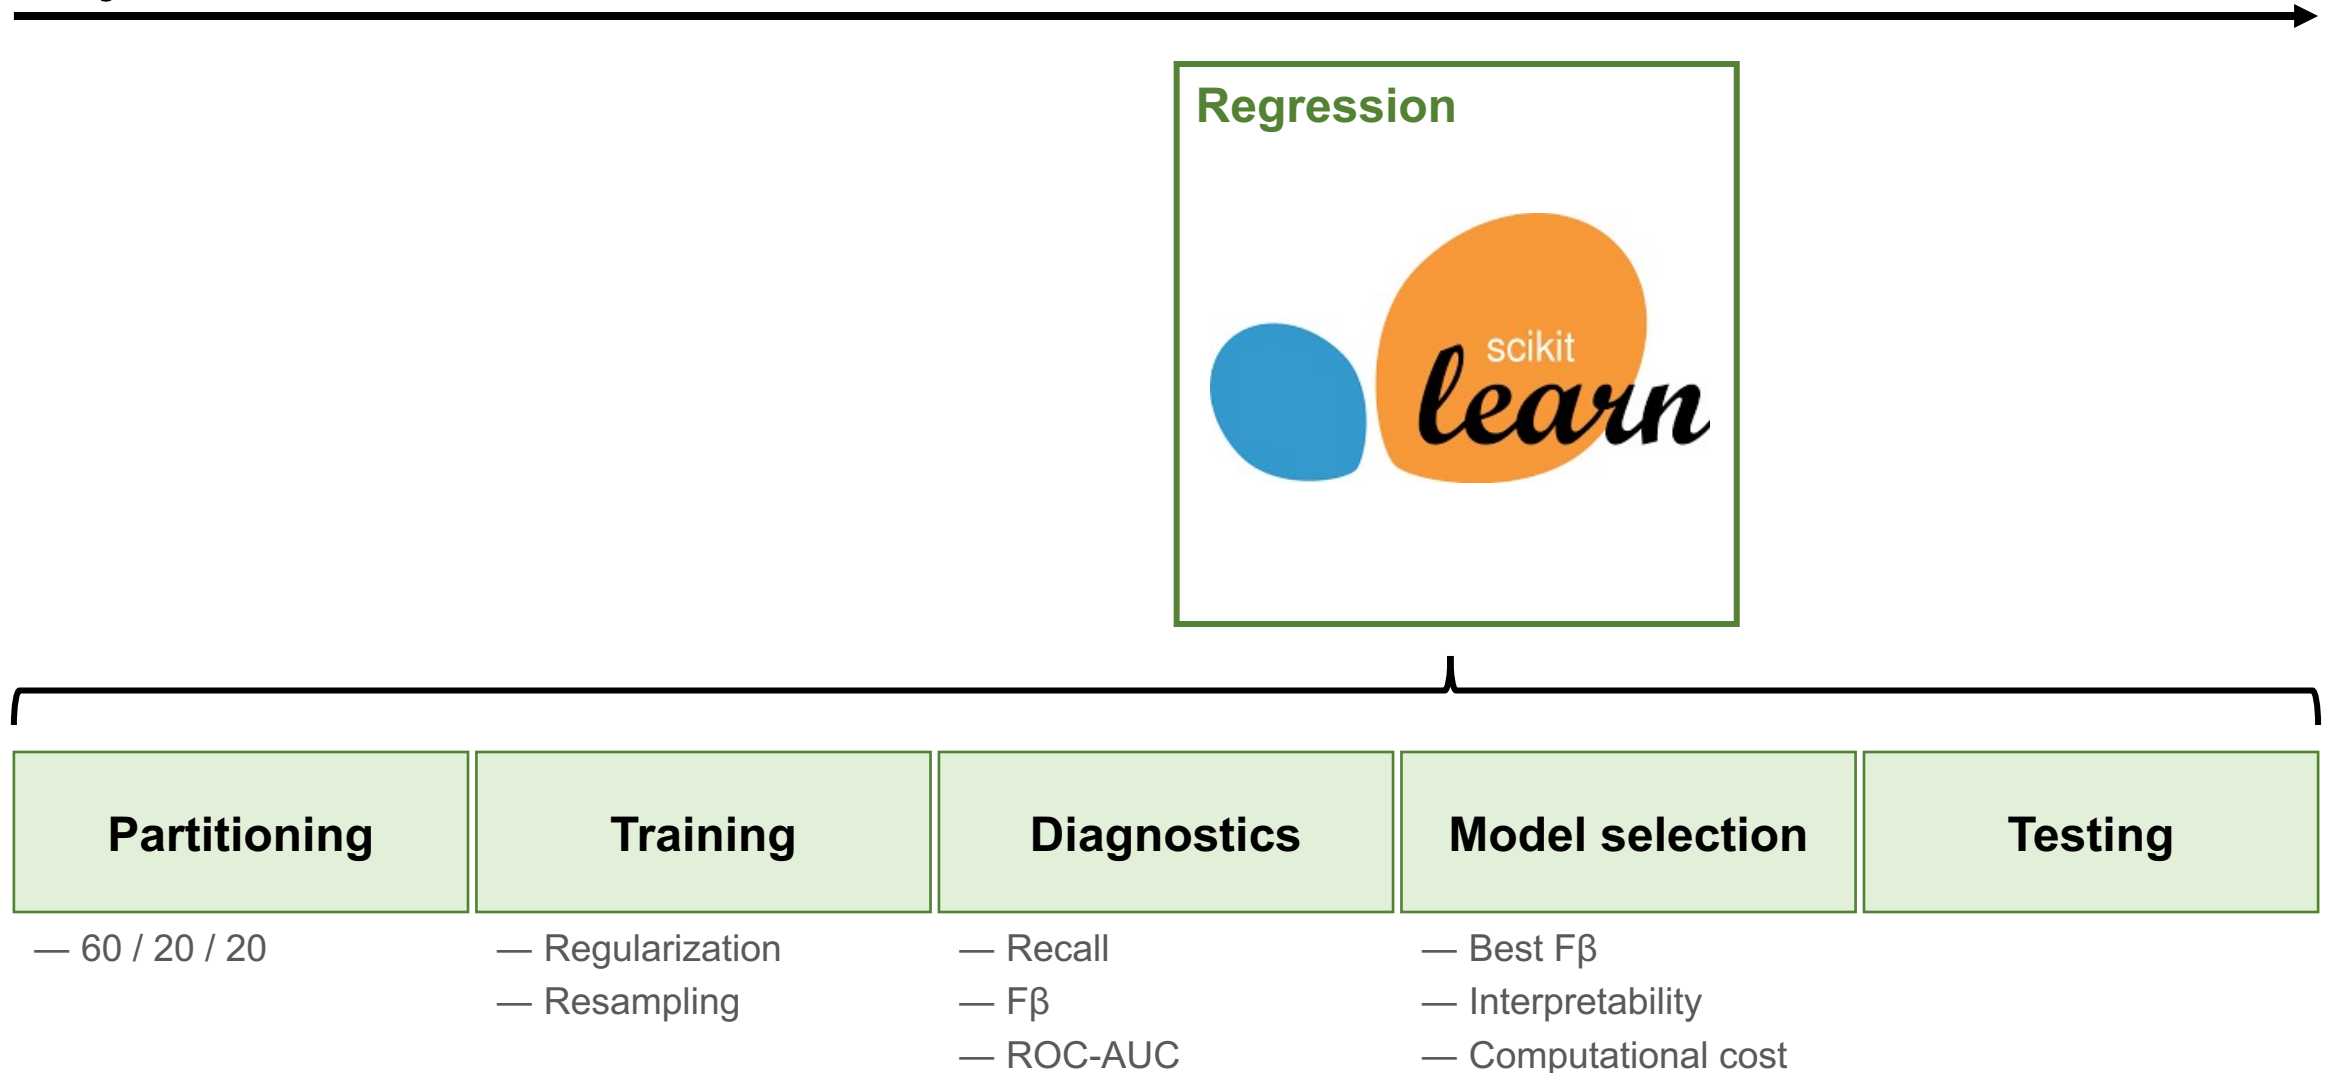 Regression
scikit
learn
Partitioning
Training
Diagnostics
Model selection
Testing
— 60 / 20 / 20
— Regularization
— Resampling
— Recall
— Fβ
— ROC-AUC
— Best Fβ
— Interpretability
— Computational cost